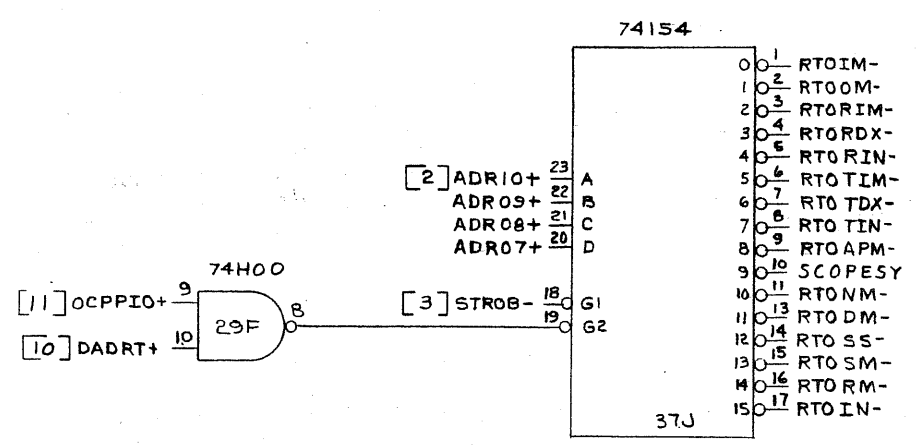 74154
0 1 RTOIM-
1 2 RTOOM-
2 3 RTORIM-
3 4 RTORDX-
4 5 RTORIN-
[2] ADR10+ 23 A
5 6 RTOTIM-
ADR09+ 22 B
6 7 RTOTDX-
ADR08+ 21 C
7 8 RTOTIN-
ADR07+ 20 D
8 9 RTOAPM-
74H00
9 10 SCOPESY
[11] OCPPIO+ 9
[3] STROB- 18 G1
10 11 RTONM-
29F 8
19 G2
11 13 RTODM-
[10] DADRT+ 10
12 14 RTOSS-
13 15 RTOSM-
14 16 RTORM-
15 17 RTOIN-
37J